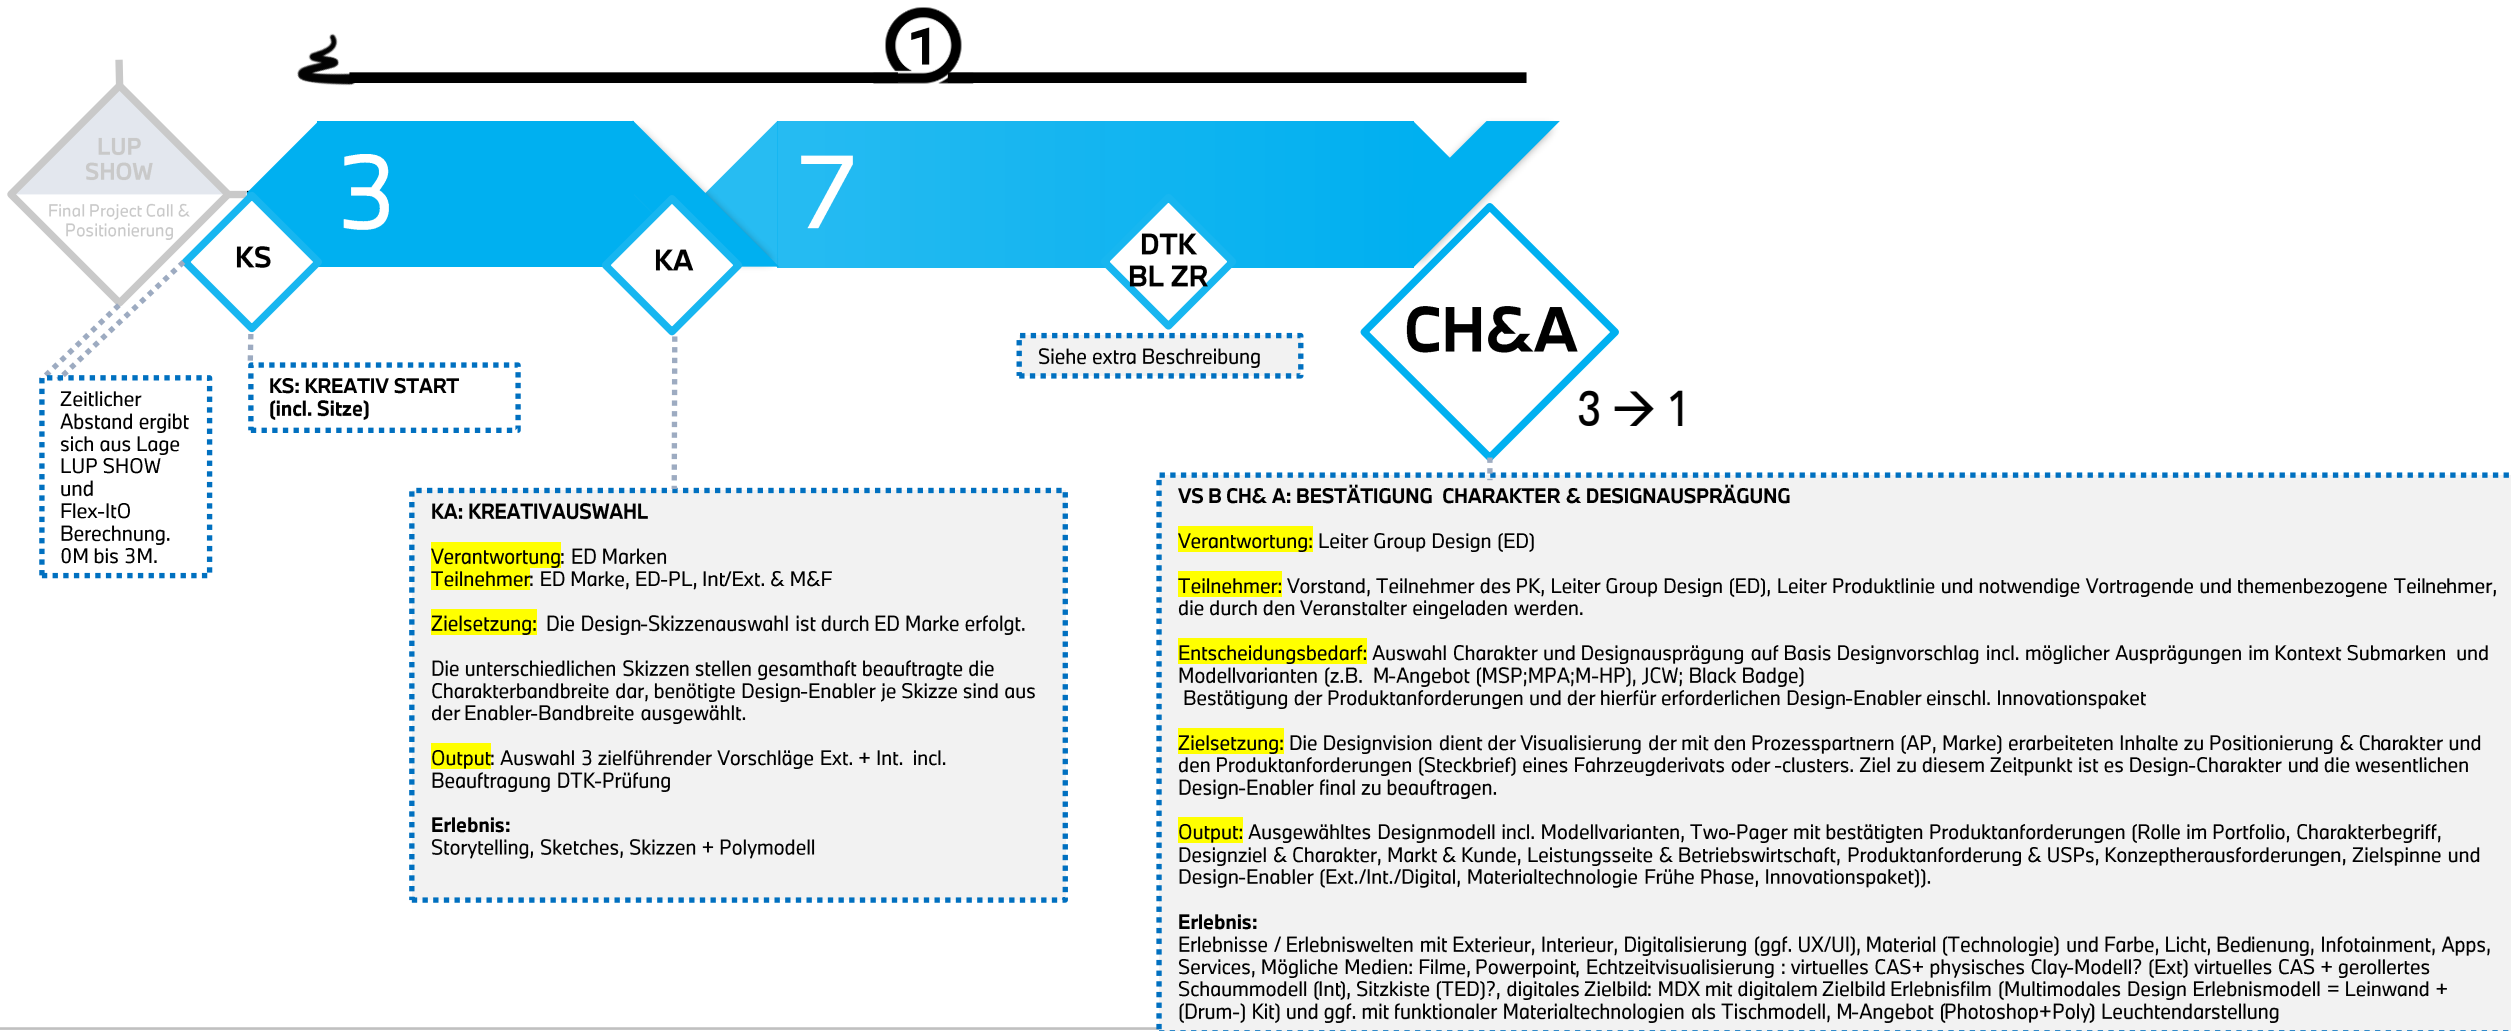 1
LUP
SHOW
Final Project Call &
Positionierung
3
7
KS
KA
DTK
BL ZR
CH&A
3 → 1
Siehe extra Beschreibung
Zeitlicher
Abstand ergibt
sich aus Lage
LUP SHOW
und
Flex-ItO
Berechnung.
0M bis 3M.
KS: KREATIV START
(incl. Sitze)
KA: KREATIVAUSWAHL
Verantwortung: ED Marken
Teilnehmer: ED Marke, ED-PL, Int/Ext. & M&F
Zielsetzung: Die Design-Skizzenauswahl ist durch ED Marke erfolgt.
Die unterschiedlichen Skizzen stellen gesamthaft beauftragte die
Charakterbandbreite dar, benötigte Design-Enabler je Skizze sind aus
der Enabler-Bandbreite ausgewählt.
Output: Auswahl 3 zielführender Vorschläge Ext. + Int. incl.
Beauftragung DTK-Prüfung
Erlebnis:
Storytelling, Sketches, Skizzen + Polymodell
VS B CH& A: BESTÄTIGUNG CHARAKTER & DESIGNAUSPRÄGUNG
Verantwortung: Leiter Group Design (ED)
Teilnehmer: Vorstand, Teilnehmer des PK, Leiter Group Design (ED), Leiter Produktlinie und notwendige Vortragende und themenbezogene Teilnehmer,
die durch den Veranstalter eingeladen werden.
Entscheidungsbedarf: Auswahl Charakter und Designausprägung auf Basis Designvorschlag incl. möglicher Ausprägungen im Kontext Submarken und
Modellvarianten (z.B. M-Angebot (MSP;MPA;M-HP), JCW; Black Badge)
Bestätigung der Produktanforderungen und der hierfür erforderlichen Design-Enabler einschl. Innovationspaket
Zielsetzung: Die Designvision dient der Visualisierung der mit den Prozesspartnern (AP, Marke) erarbeiteten Inhalte zu Positionierung & Charakter und
den Produktanforderungen (Steckbrief) eines Fahrzeugderivats oder -clusters. Ziel zu diesem Zeitpunkt ist es Design-Charakter und die wesentlichen
Design-Enabler final zu beauftragen.
Output: Ausgewähltes Designmodell incl. Modellvarianten, Two-Pager mit bestätigten Produktanforderungen (Rolle im Portfolio, Charakterbegriff,
Designziel & Charakter, Markt & Kunde, Leistungsseite & Betriebswirtschaft, Produktanforderung & USPs, Konzeptherausforderungen, Zielspinne und
Design-Enabler (Ext./Int./Digital, Materialtechnologie Frühe Phase, Innovationspaket)).
Erlebnis:
Erlebnisse / Erlebniswelten mit Exterieur, Interieur, Digitalisierung (ggf. UX/UI), Material (Technologie) und Farbe, Licht, Bedienung, Infotainment, Apps,
Services, Mögliche Medien: Filme, Powerpoint, Echtzeitvisualisierung : virtuelles CAS+ physisches Clay-Modell? (Ext) virtuelles CAS + gerollertes
Schaummodell (Int), Sitzkiste (TED)?, digitales Zielbild: MDX mit digitalem Zielbild Erlebnisfilm (Multimodales Design Erlebnismodell = Leinwand +
(Drum-) Kit) und ggf. mit funktionaler Materialtechnologien als Tischmodell, M-Angebot (Photoshop+Poly) Leuchtendarstellung